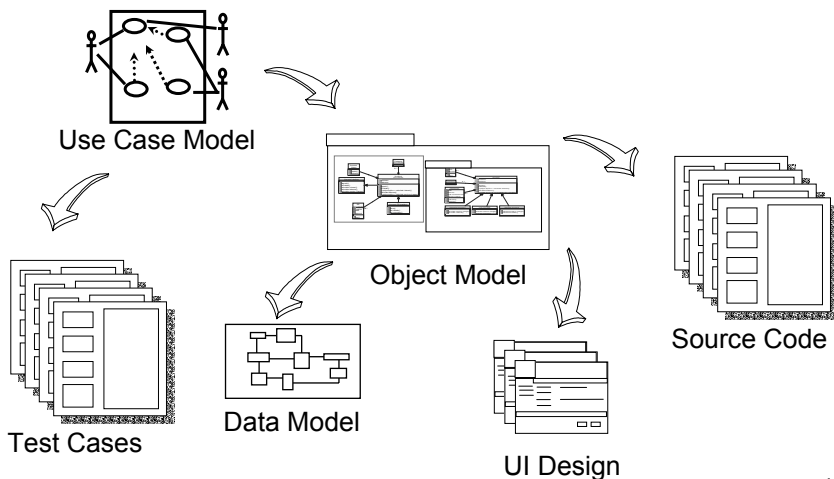 Use Case Model
Object Model
Source Code
Data Model
Test Cases
UI Design